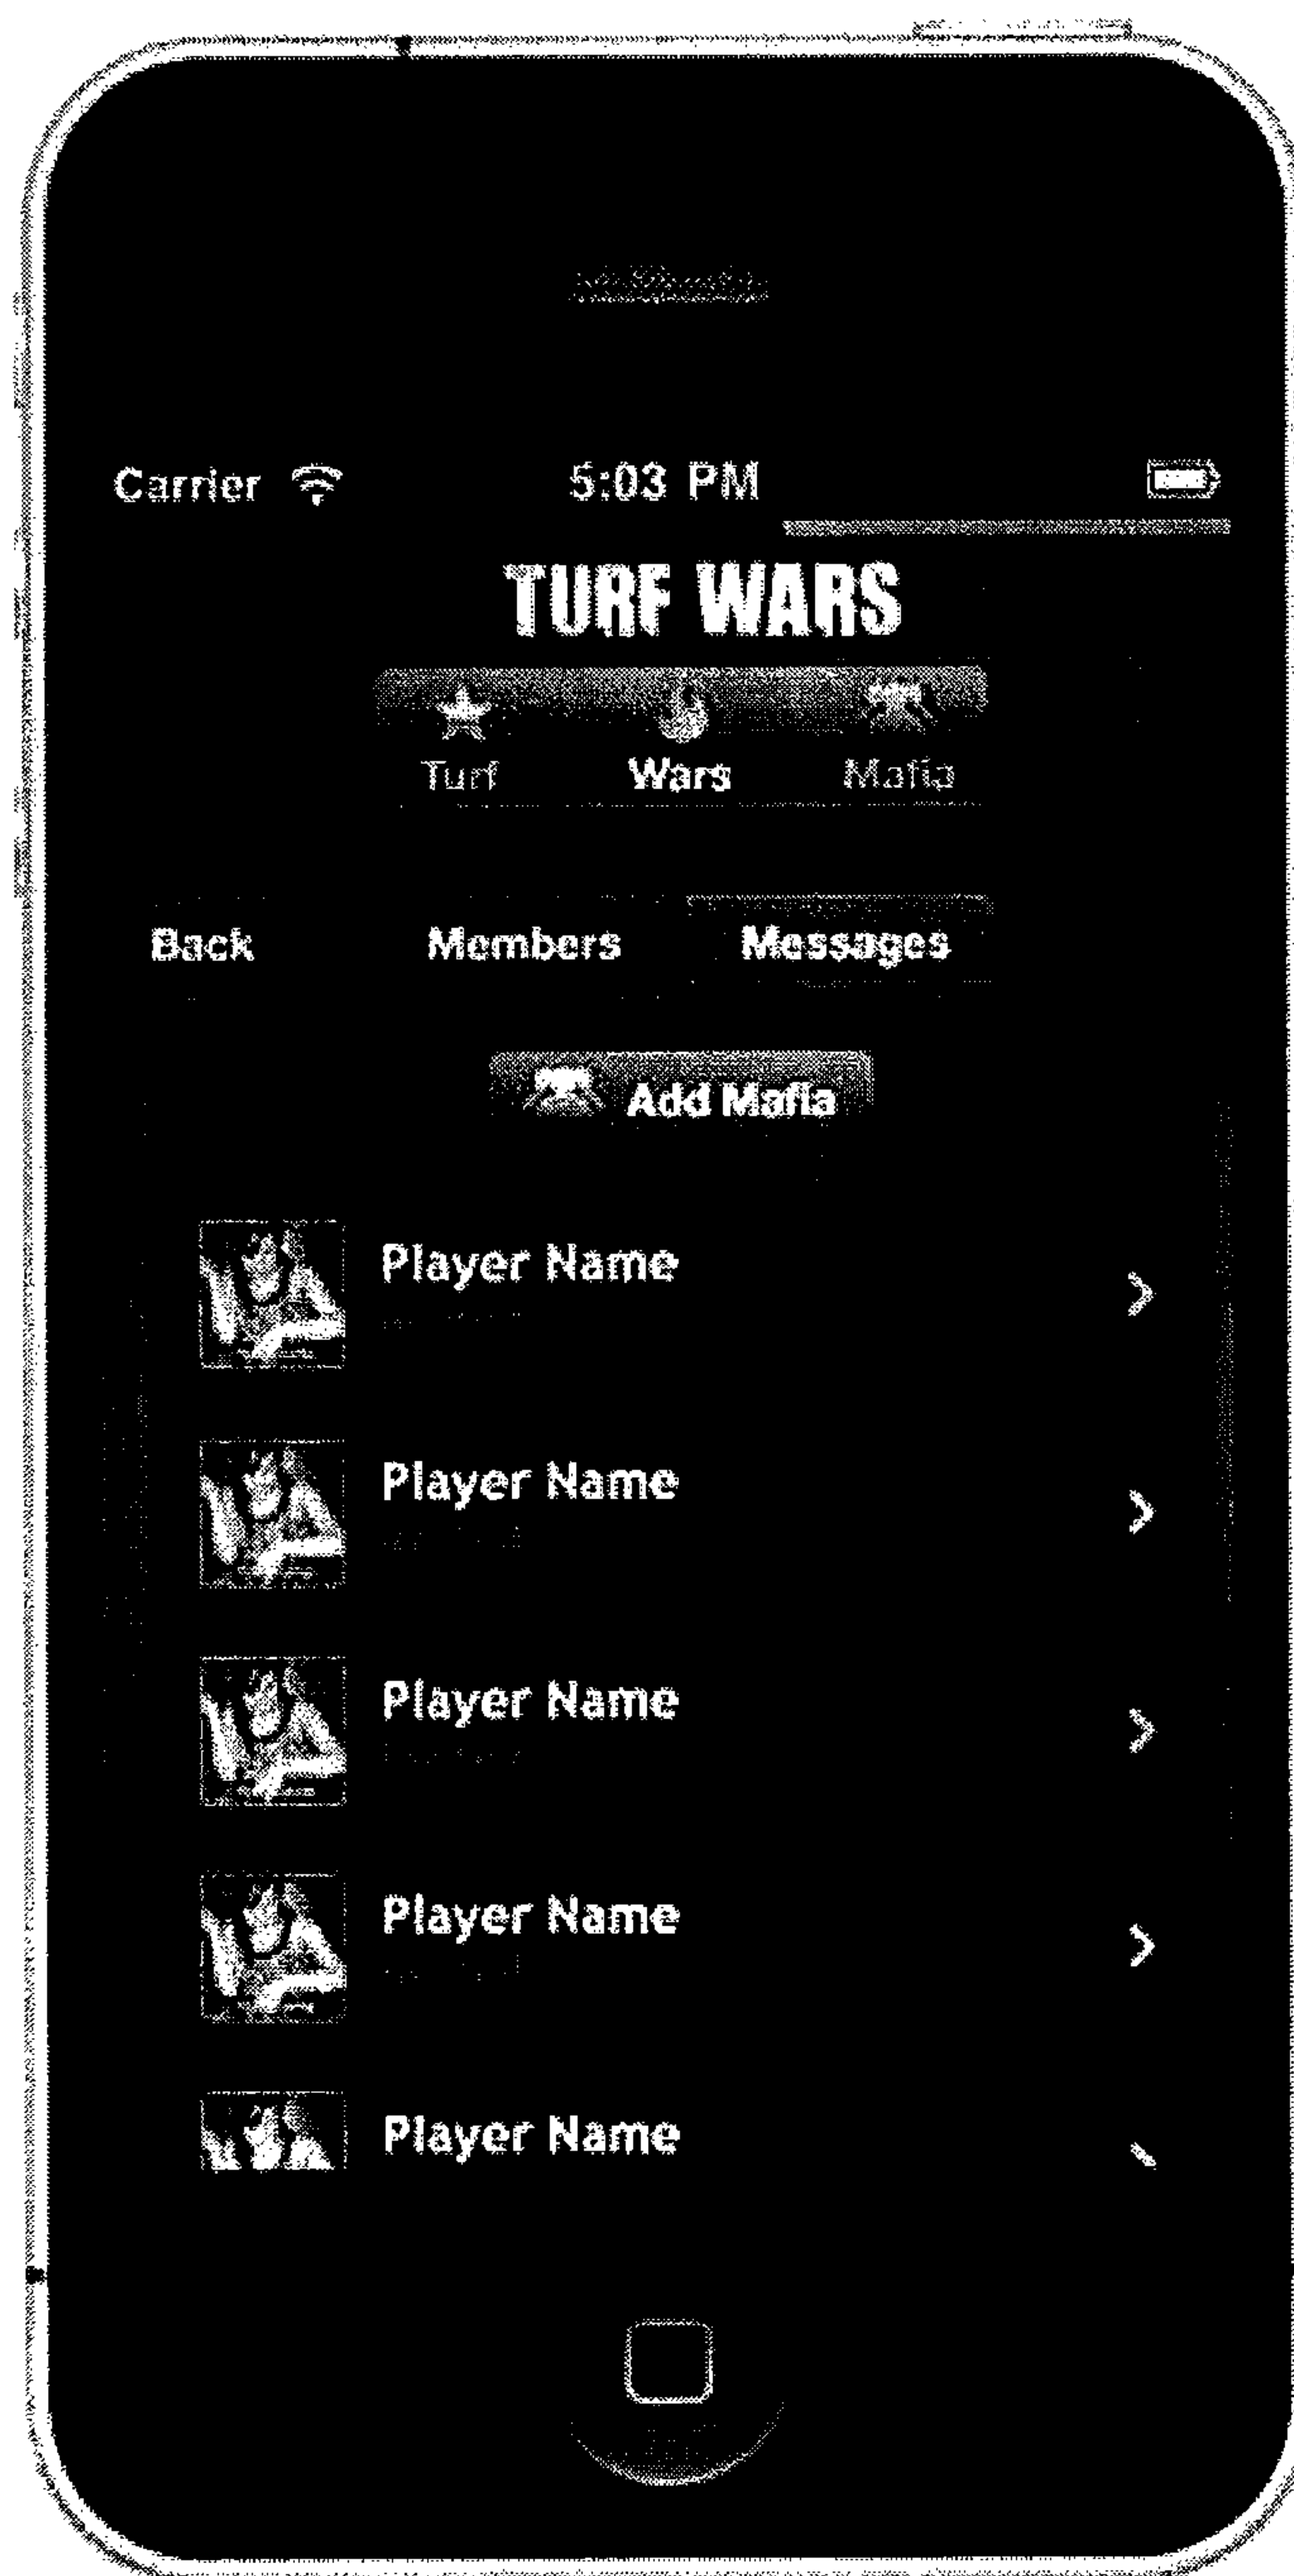 Carrier 5:03 PM
TURF WARS
Turf Wars Mafia
Back Members Messages
Add Mafia
Player Name
Player Name
Player Name
Player Name
Player Name